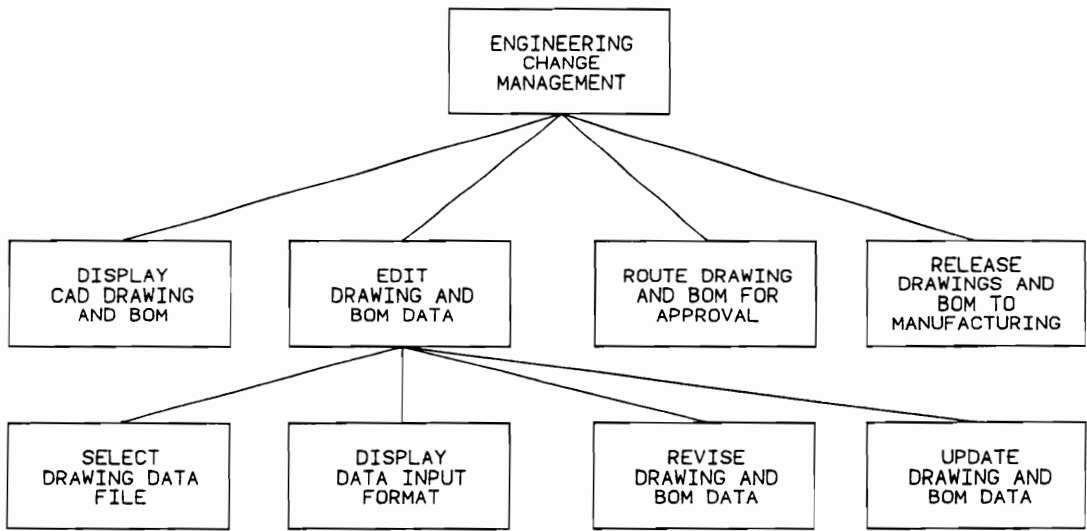 ENGINEERING
CHANGE
MANAGEMENT
DISPLAY
CAD DRAWING
AND BOM
EDIT
DRAWING AND
BOM DATA
ROUTE DRAWING
AND BOM FOR
APPROVAL
RELEASE
DRAWINGS AND
BOM TO
MANUFACTURING
SELECT
DRAWING DATA
FILE
DISPLAY
DATA INPUT
FORMAT
REVISE
DRAWING AND
BOM DATA
UPDATE
DRAWING AND
BOM DATA